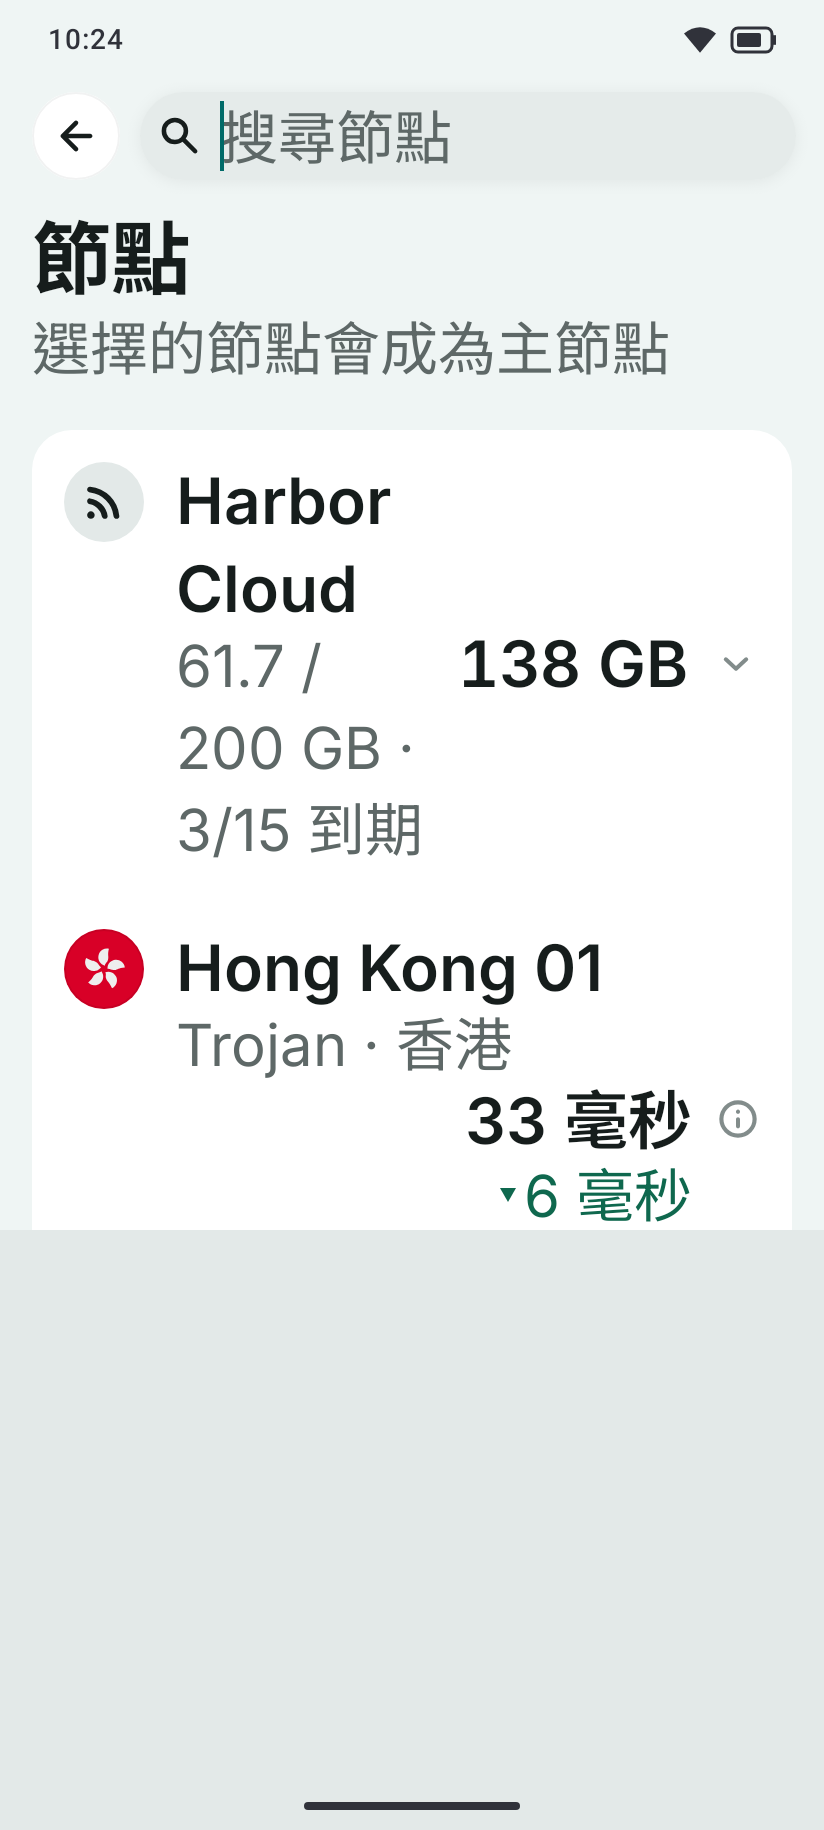 10:24
搜尋節點
節點
選擇的節點會成為主節點
Harbor
Cloud
61.7 /
200 GB ·
3/15 到期
138 GB
Hong Kong 01
Trojan · 香港
33 毫秒
▼6 毫秒